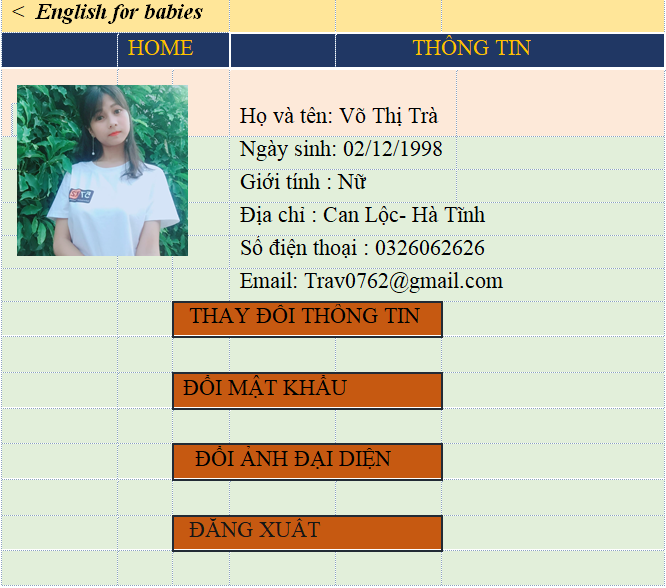 < English for babies
HOME THÔNG TIN
Họ và tên: Võ Thị Trà
Ngày sinh: 02/12/1998
Giới tính : Nữ
Địa chỉ : Can Lộc- Hà Tĩnh
Số điện thoại : 0326062626
Email: Trav0762@gmail.com
THAY ĐỔI THÔNG TIN
ĐỔI MẬT KHẨU
ĐỔI ẢNH ĐẠI DIỆN
ĐĂNG XUẤT